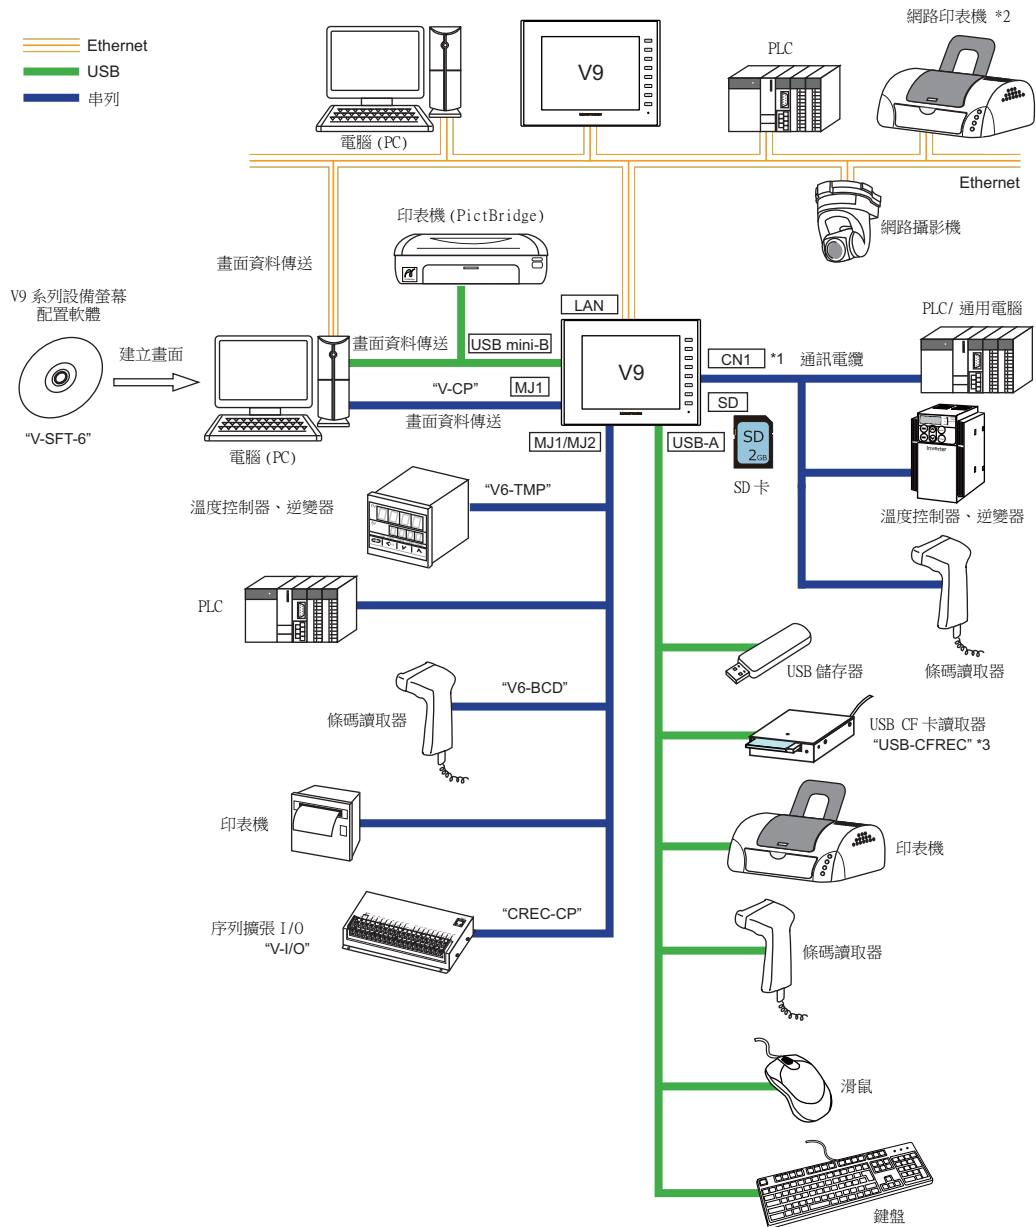 網路印表機 *2
Ethernet
USB
串列
V9
PLC
電腦 (PC)
Ethernet
印表機 (PictBridge)
網路攝影機
畫面資料傳送
V9 系列設備螢幕
配置軟體
LAN
PLC/ 通用電腦
建立畫面
畫面資料傳送
USB mini-B
V9
CN1
*1
通訊電纜
“V-CP”
MJ1
SD
畫面資料傳送
“V-SFT-6”
電腦 (PC)
MJ1/MJ2
USB-A
SD
2GB
Inverter
SD 卡
“V6-TMP”
溫度控制器、逆變器
溫度控制器、逆變器
PLC
USB 儲存器
條碼讀取器
“V6-BCD”
條碼讀取器
USB CF 卡讀取器
“USB-CFREC” *3
印表機
印表機
“CREC-CP”
序列擴張 I/O
“V-I/O”
條碼讀取器
滑鼠
鍵盤